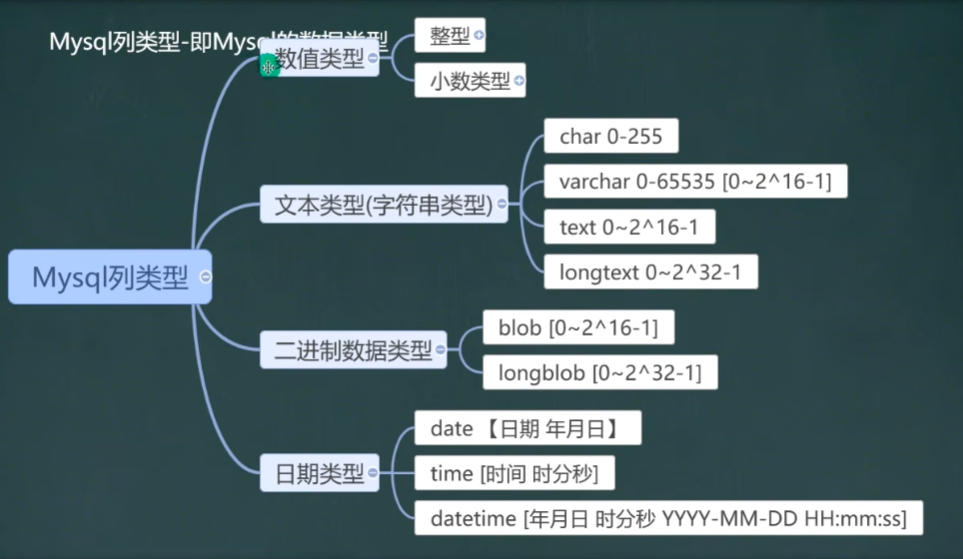 Mysql列类型-即Mysql的数据类型
数值类型
整型
小数类型
文本类型(字符串类型)
char 0-255
varchar 0-65535 [0~2^16-1]
text 0~2^16-1
longtext 0~2^32-1
Mysql列类型
二进制数据类型
blob [0~2^16-1]
longblob [0~2^32-1]
日期类型
date 【日期 年月日】
time [时间 时分秒]
datetime [年月日 时分秒 YYYY-MM-DD HH:mm:ss]